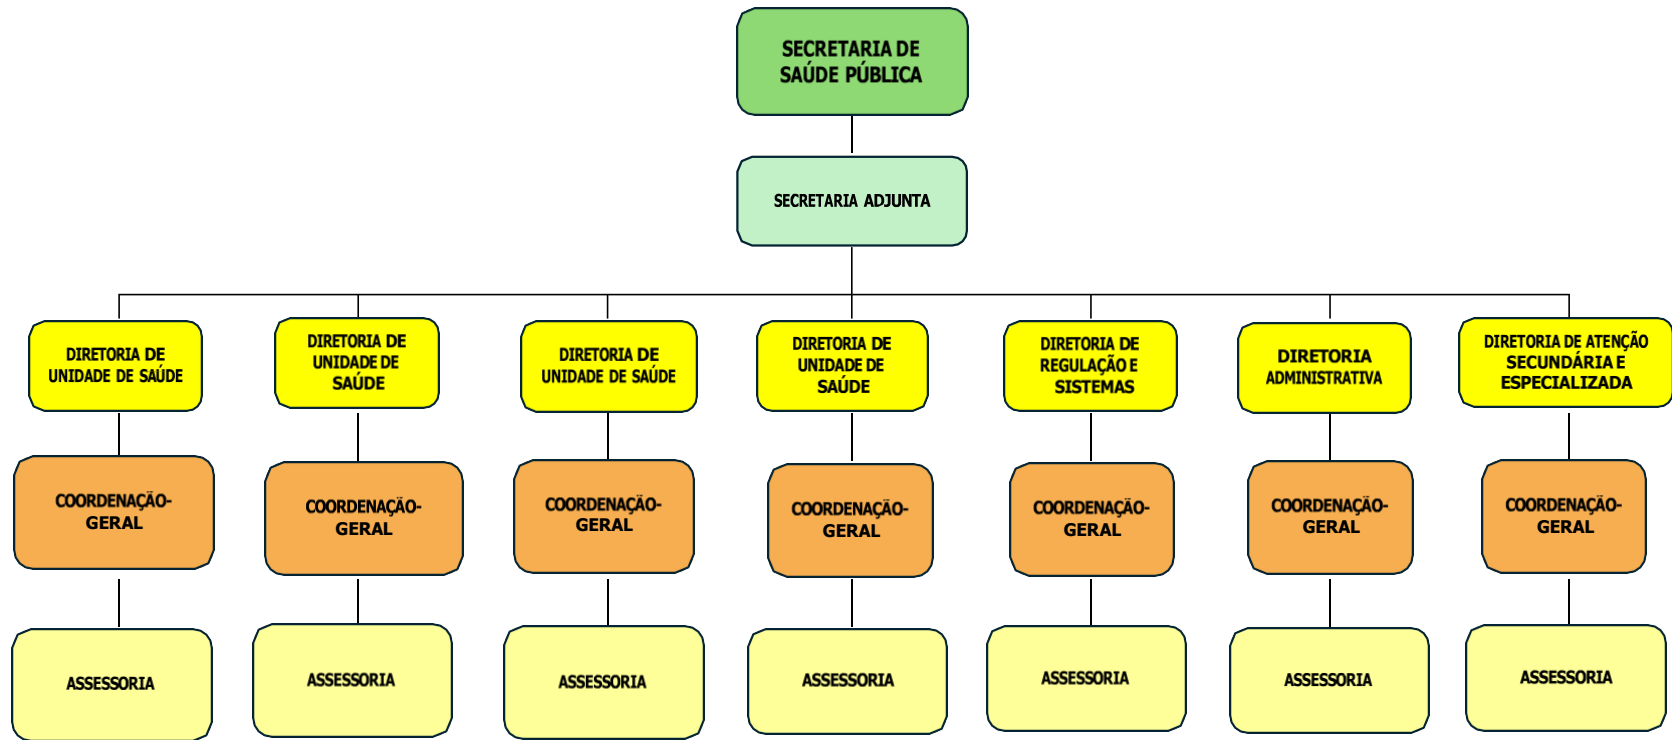 SECRETARIA DE
SAÚDE PÚBLICA
SECRETARIA ADJUNTA
DIRETORIA DE
UNIDADE DE SAÚDE
DIRETORIA DE
UNIDADE DE
SAÚDE
DIRETORIA DE
UNIDADE DE SAÚDE
DIRETORIA DE
UNIDADE DE
SAÚDE
DIRETORIA DE
REGULAÇÃO E
SISTEMAS
DIRETORIA
ADMINISTRATIVA
DIRETORIA DE ATENÇÃO
SECUNDÁRIA E
ESPECIALIZADA
COORDENAÇÃO-
GERAL
COORDENAÇÃO-
GERAL
COORDENAÇÃO-
GERAL
COORDENAÇÃO-
GERAL
COORDENAÇÃO-
GERAL
COORDENAÇÃO-
GERAL
COORDENAÇÃO-
GERAL
ASSESSORIA
ASSESSORIA
ASSESSORIA
ASSESSORIA
ASSESSORIA
ASSESSORIA
ASSESSORIA